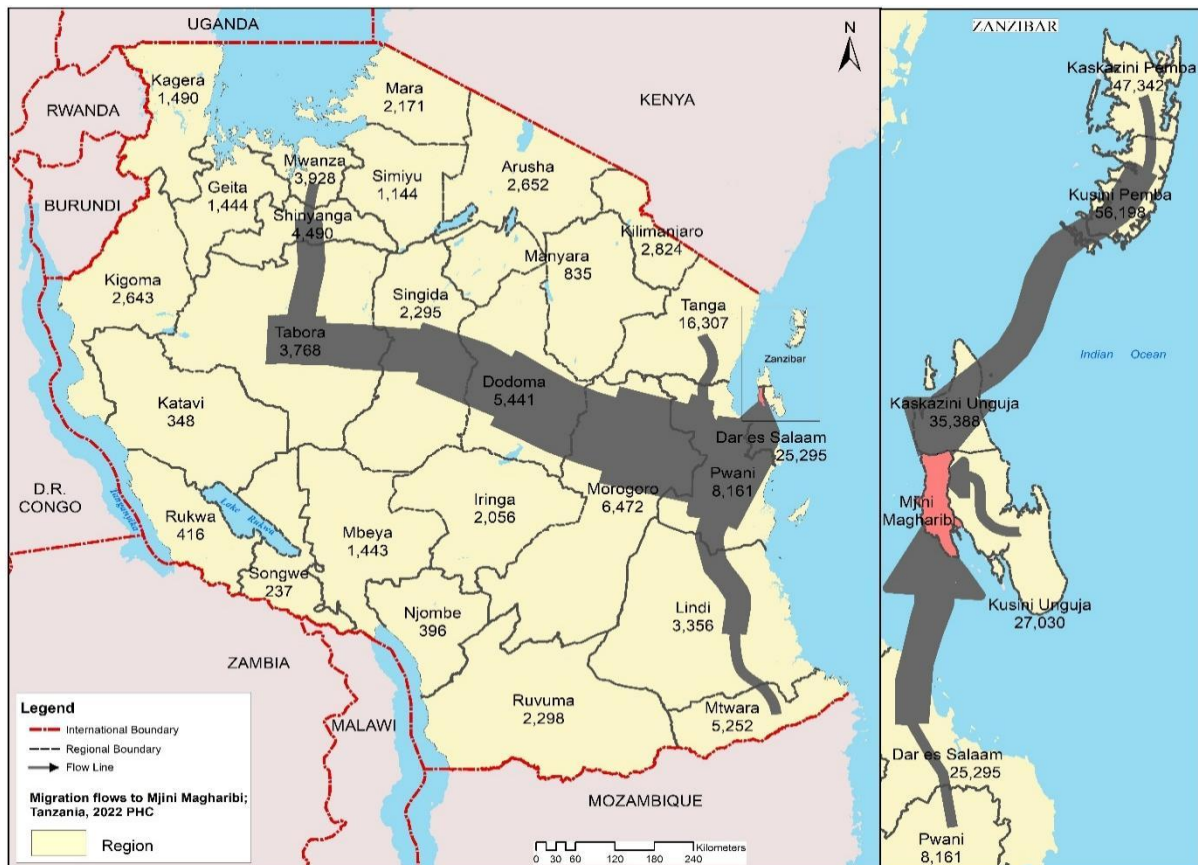 UGANDA
RWANDA
BURUNDI
D.R.
CONGO
ZAMBIA
MALAWI
MOZAMBIQUE
KENYA
N
Kagera
1,490
Mara
2,171
Mwanza
3,928
Geita
1,444
Simiyu
1,144
Arusha
2,652
Shinyanga
4,490
Kilimanjaro
2,824
Manyara
835
Kigoma
2,643
Singida
2,295
Tanga
16,307
Tabora
3,768
Zanzibar
Dodoma
5,441
Katavi
348
Dar es Salaam
25,295
Pwani
8,161
Morogoro
6,472
Iringa
2,056
Rukwa
416
Lake Rukwa
Mbeya
1,443
Songwe
237
Njombe
396
Lindi
3,356
Ruvuma
2,298
Mtwara
5,252
Legend
International Boundary
Regional Boundary
Flow Line
Migration flows to Mjini Magharibi;
Tanzania, 2022 PHC
Region
0 30 60 120 180 240
Kilometers
ZANZIBAR
Kaskazini Pemba
47,342
Kusini Pemba
56,198
Indian Ocean
Kaskazini Unguja
35,388
Mjini
Magharibi
Kusini Unguja
27,030
Dar es Salaam
25,295
Pwani
8,161